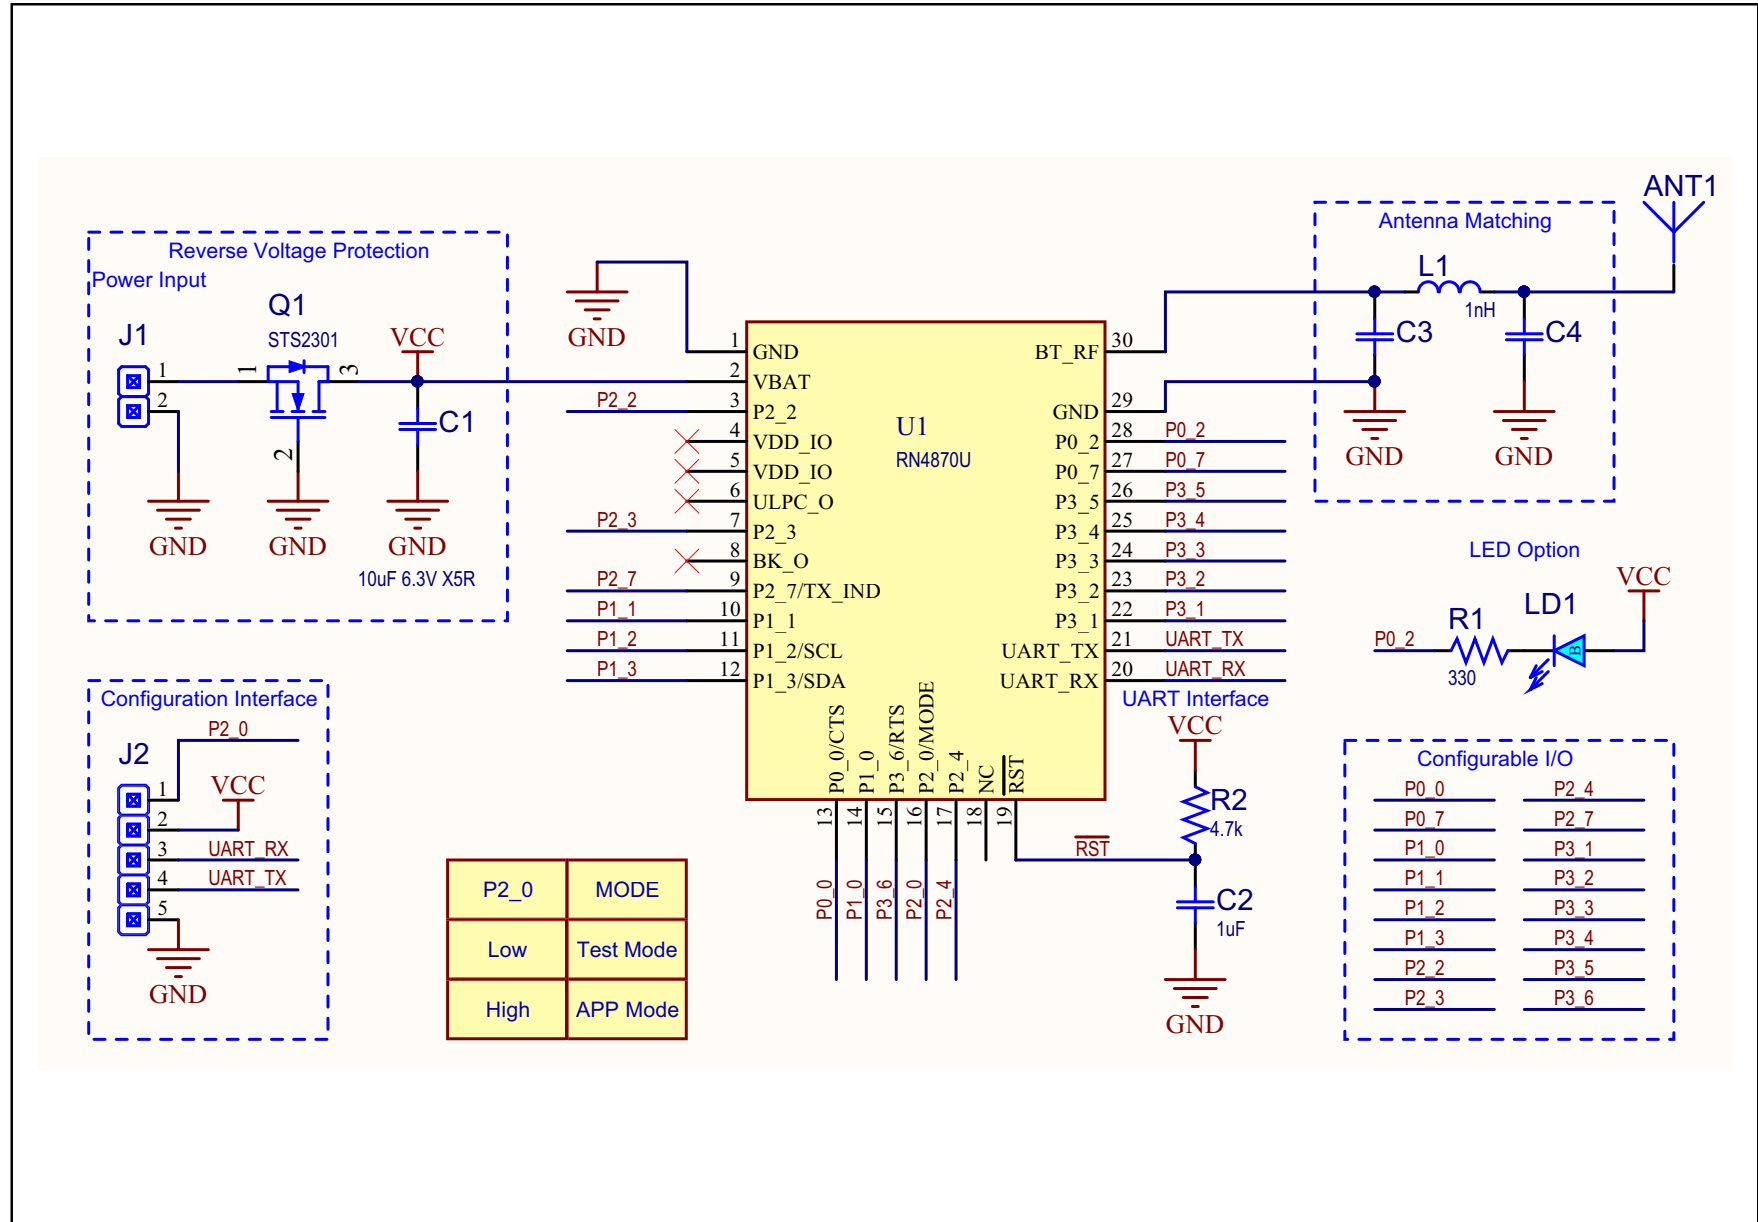 ANT1
Reverse Voltage Protection
Power Input
J1
1
2
GND
Q1
STS2301
1
3
2
GND
VCC
C1
GND
10uF 6.3V X5R
GND
U1
RN4870U
1 GND
2 VBAT
P2_2 3 P2_2
4 VDD_IO
5 VDD_IO
6 ULPC_O
P2_3 7 P2_3
8 BK_O
P2_7 9 P2_7/TX_IND
P1_1 10 P1_1
P1_2 11 P1_2/SCL
P1_3 12 P1_3/SDA
P0_0/CTS 13 P0_0
P1_0 14 P1_0
P3_6/RTS 15 P3_6
P2_0/MODE 16 P2_0
P2_4 17 P2_4
NC 18
RST 19
BT_RF 30
GND 29
P0_2 28 P0_2
P0_7 27 P0_7
P3_5 26 P3_5
P3_4 25 P3_4
P3_3 24 P3_3
P3_2 23 P3_2
P3_1 22 P3_1
UART_TX 21 UART_TX
UART_RX 20 UART_RX
UART Interface
Antenna Matching
L1
1nH
C3
C4
GND
GND
LED Option
VCC
LD1
B
R1
330
P0_2
VCC
R2
4.7k
RST
C2
1uF
GND
Configuration Interface
P2_0
J2
VCC
1
2
3 UART_RX
4 UART_TX
5
GND
P2_0 MODE
Low Test Mode
High APP Mode
Configurable I/O
P0_0 P2_4
P0_7 P2_7
P1_0 P3_1
P1_1 P3_2
P1_2 P3_3
P1_3 P3_4
P2_2 P3_5
P2_3 P3_6